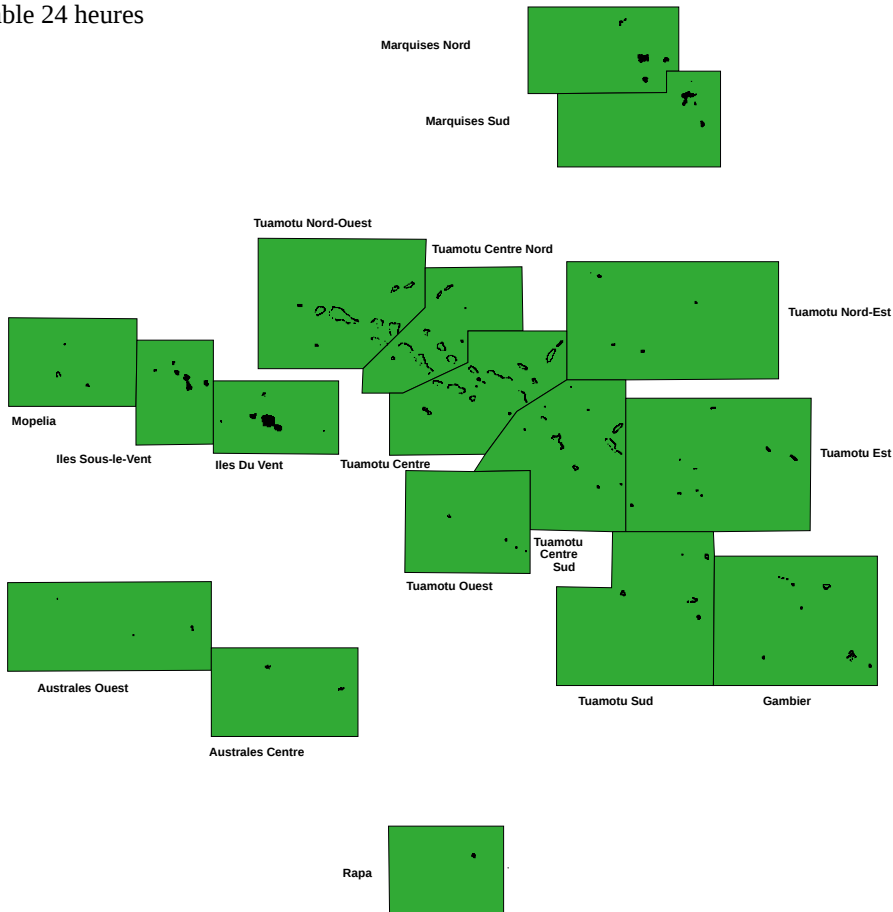 24 heures
Marquises Nord
Marquises Sud
Tuamotu Nord-Ouest
Tuamotu Centre Nord
Tuamotu Nord-Est
Mopelia
Iles Sous-le-Vent
Iles Du Vent
Tuamotu Centre
Tuamotu Est
Tuamotu
Centre
Sud
Tuamotu Ouest
Australes Ouest
Tuamotu Sud
Gambier
Australes Centre
Rapa